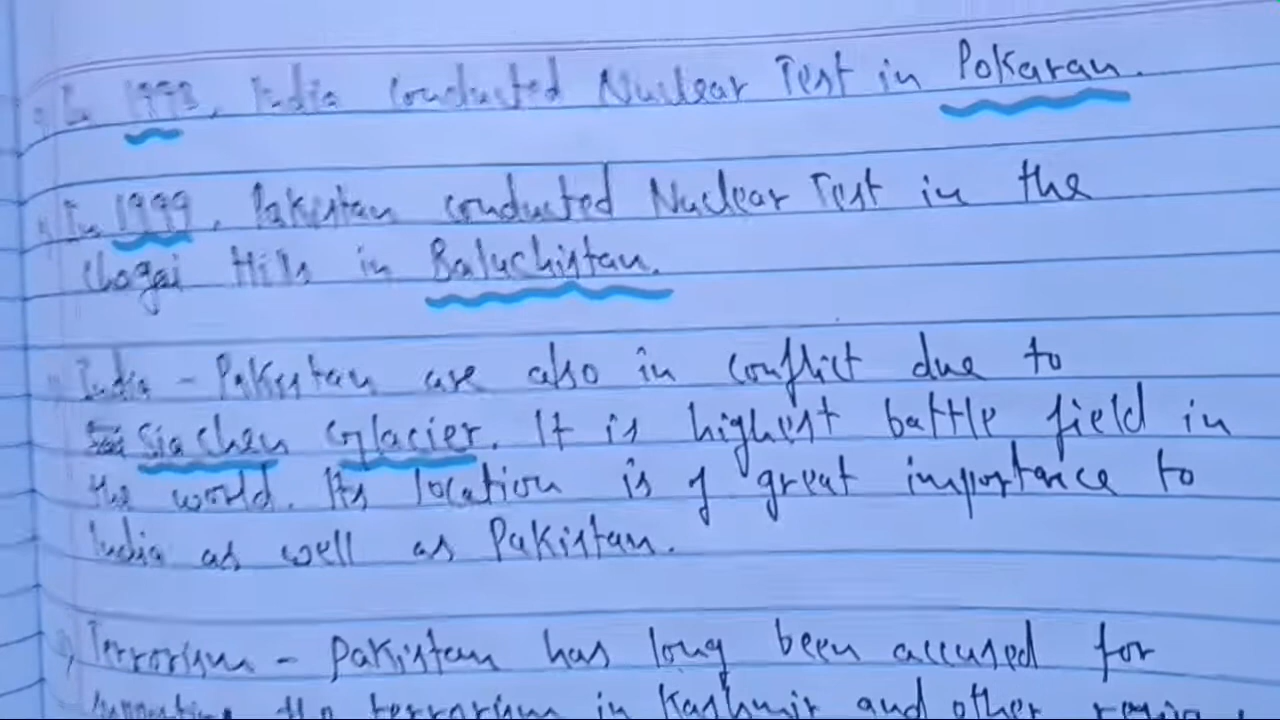 In 1998, India conducted Nuclear Test in Pokaran.
In 1999, Pakistan conducted Nuclear Test in the
Chagai Hills in Baluchistan.
India - Pakistan are also in conflict due to
Siachen Glacier. It is highest battle field in
the world. Its location is of great importance to
India as well as Pakistan.
Terrorism - Pakistan has long been accused for
supporting the terrorism in Kashmir and other